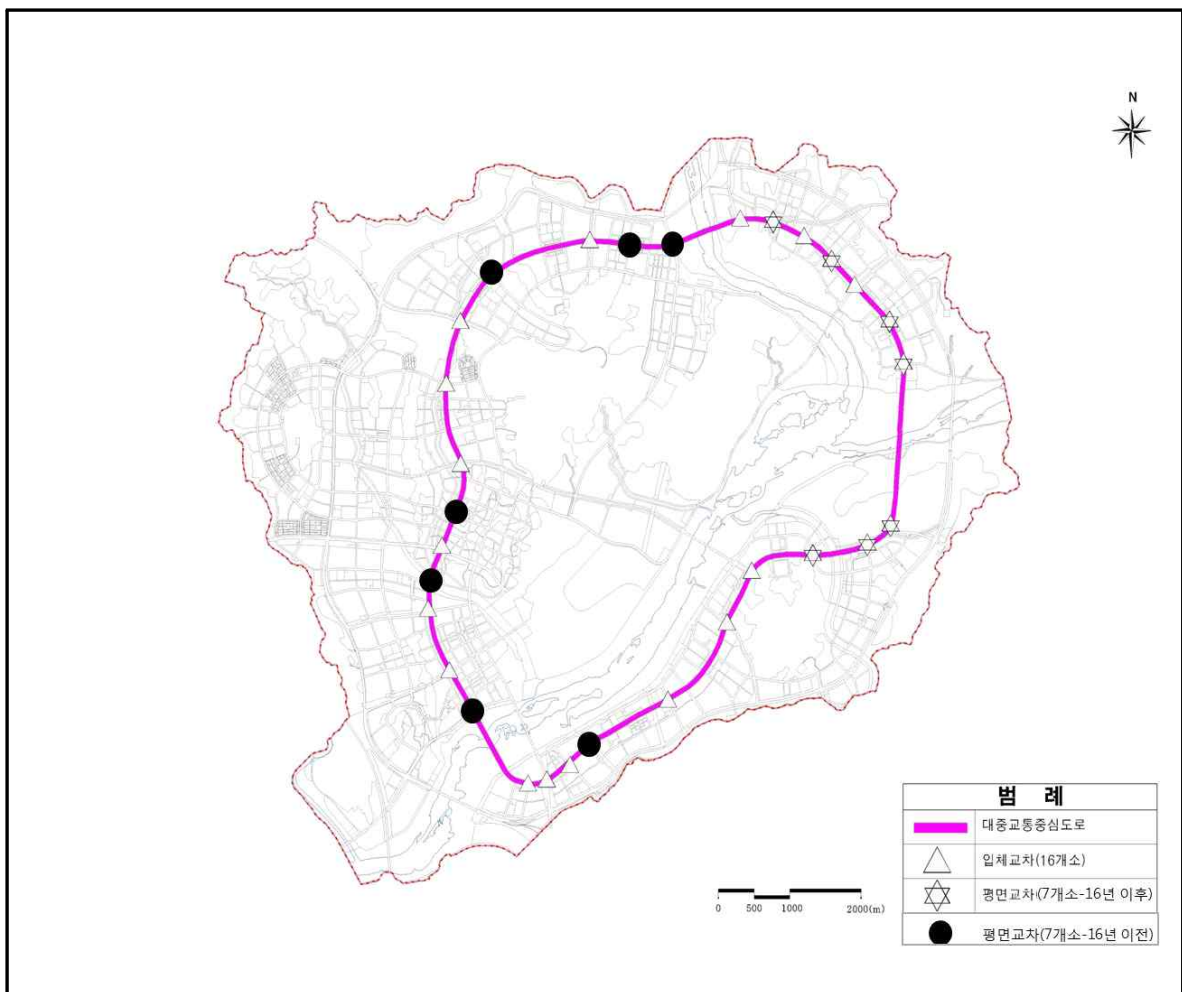 N
범 례
대중교통중심도로
입체교차(16개소)
평면교차(7개소-16년 이후)
평면교차(7개소-16년 이전)
0 500 1000 2000(m)